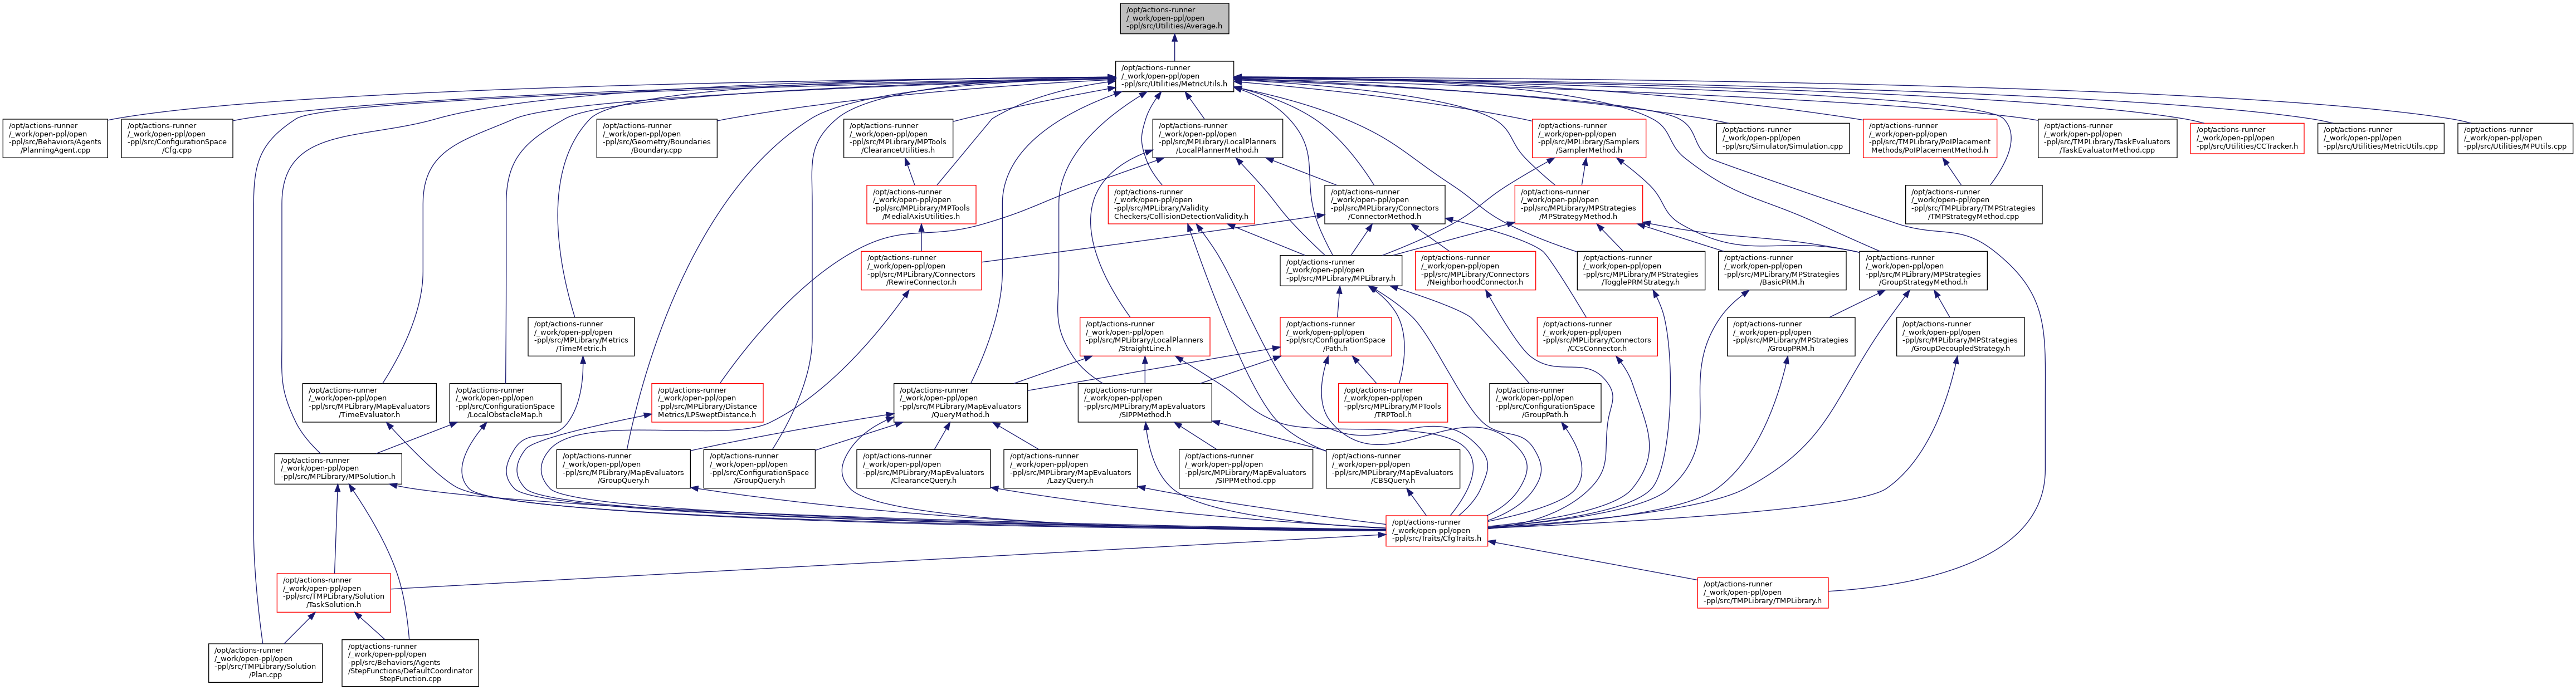 /opt/actions-runner
/_work/open-ppl/open
-ppl/src/Utilities/Average.h
/opt/actions-runner
/_work/open-ppl/open
-ppl/src/Utilities/MetricUtils.h
/opt/actions-runner
/_work/open-ppl/open
-ppl/src/Behaviors/Agents
/PlanningAgent.cpp
/opt/actions-runner
/_work/open-ppl/open
-ppl/src/ConfigurationSpace
/Cfg.cpp
/opt/actions-runner
/_work/open-ppl/open
-ppl/src/Geometry/Boundaries
/Boundary.cpp
/opt/actions-runner
/_work/open-ppl/open
-ppl/src/MPLibrary/MPTools
/ClearanceUtilities.h
/opt/actions-runner
/_work/open-ppl/open
-ppl/src/MPLibrary/LocalPlanners
/LocalPlannerMethod.h
/opt/actions-runner
/_work/open-ppl/open
-ppl/src/MPLibrary/Samplers
/SamplerMethod.h
/opt/actions-runner
/_work/open-ppl/open
-ppl/src/Simulator/Simulation.cpp
/opt/actions-runner
/_work/open-ppl/open
-ppl/src/TMPLibrary/PoIPlacement
Methods/PoIPlacementMethod.h
/opt/actions-runner
/_work/open-ppl/open
-ppl/src/TMPLibrary/TaskEvaluators
/TaskEvaluatorMethod.cpp
/opt/actions-runner
/_work/open-ppl/open
-ppl/src/Utilities/CCTracker.h
/opt/actions-runner
/_work/open-ppl/open
-ppl/src/Utilities/MetricUtils.cpp
/opt/actions-runner
/_work/open-ppl/open
-ppl/src/Utilities/MPUtils.cpp
/opt/actions-runner
/_work/open-ppl/open
-ppl/src/MPLibrary/MPTools
/MedialAxisUtilities.h
/opt/actions-runner
/_work/open-ppl/open
-ppl/src/MPLibrary/Validity
Checkers/CollisionDetectionValidity.h
/opt/actions-runner
/_work/open-ppl/open
-ppl/src/MPLibrary/Connectors
/ConnectorMethod.h
/opt/actions-runner
/_work/open-ppl/open
-ppl/src/MPLibrary/MPStrategies
/MPStrategyMethod.h
/opt/actions-runner
/_work/open-ppl/open
-ppl/src/TMPLibrary/TMPStrategies
/TMPStrategyMethod.cpp
/opt/actions-runner
/_work/open-ppl/open
-ppl/src/MPLibrary/Connectors
/RewireConnector.h
/opt/actions-runner
/_work/open-ppl/open
-ppl/src/MPLibrary/MPLibrary.h
/opt/actions-runner
/_work/open-ppl/open
-ppl/src/MPLibrary/Connectors
/NeighborhoodConnector.h
/opt/actions-runner
/_work/open-ppl/open
-ppl/src/MPLibrary/MPStrategies
/TogglePRMStrategy.h
/opt/actions-runner
/_work/open-ppl/open
-ppl/src/MPLibrary/MPStrategies
/BasicPRM.h
/opt/actions-runner
/_work/open-ppl/open
-ppl/src/MPLibrary/MPStrategies
/GroupStrategyMethod.h
/opt/actions-runner
/_work/open-ppl/open
-ppl/src/MPLibrary/Metrics
/TimeMetric.h
/opt/actions-runner
/_work/open-ppl/open
-ppl/src/MPLibrary/LocalPlanners
/StraightLine.h
/opt/actions-runner
/_work/open-ppl/open
-ppl/src/ConfigurationSpace
/Path.h
/opt/actions-runner
/_work/open-ppl/open
-ppl/src/MPLibrary/Connectors
/CCsConnector.h
/opt/actions-runner
/_work/open-ppl/open
-ppl/src/MPLibrary/MPStrategies
/GroupPRM.h
/opt/actions-runner
/_work/open-ppl/open
-ppl/src/MPLibrary/MPStrategies
/GroupDecoupledStrategy.h
/opt/actions-runner
/_work/open-ppl/open
-ppl/src/MPLibrary/MapEvaluators
/TimeEvaluator.h
/opt/actions-runner
/_work/open-ppl/open
-ppl/src/ConfigurationSpace
/LocalObstacleMap.h
/opt/actions-runner
/_work/open-ppl/open
-ppl/src/MPLibrary/Distance
Metrics/LPSweptDistance.h
/opt/actions-runner
/_work/open-ppl/open
-ppl/src/MPLibrary/MapEvaluators
/QueryMethod.h
/opt/actions-runner
/_work/open-ppl/open
-ppl/src/MPLibrary/MapEvaluators
/SIPPMethod.h
/opt/actions-runner
/_work/open-ppl/open
-ppl/src/MPLibrary/MPTools
/TRPTool.h
/opt/actions-runner
/_work/open-ppl/open
-ppl/src/ConfigurationSpace
/GroupPath.h
/opt/actions-runner
/_work/open-ppl/open
-ppl/src/MPLibrary/MPSolution.h
/opt/actions-runner
/_work/open-ppl/open
-ppl/src/MPLibrary/MapEvaluators
/GroupQuery.h
/opt/actions-runner
/_work/open-ppl/open
-ppl/src/ConfigurationSpace
/GroupQuery.h
/opt/actions-runner
/_work/open-ppl/open
-ppl/src/MPLibrary/MapEvaluators
/ClearanceQuery.h
/opt/actions-runner
/_work/open-ppl/open
-ppl/src/MPLibrary/MapEvaluators
/LazyQuery.h
/opt/actions-runner
/_work/open-ppl/open
-ppl/src/MPLibrary/MapEvaluators
/SIPPMethod.cpp
/opt/actions-runner
/_work/open-ppl/open
-ppl/src/MPLibrary/MapEvaluators
/CBSQuery.h
/opt/actions-runner
/_work/open-ppl/open
-ppl/src/Traits/CfgTraits.h
/opt/actions-runner
/_work/open-ppl/open
-ppl/src/TMPLibrary/Solution
/TaskSolution.h
/opt/actions-runner
/_work/open-ppl/open
-ppl/src/TMPLibrary/TMPLibrary.h
/opt/actions-runner
/_work/open-ppl/open
-ppl/src/TMPLibrary/Solution
/Plan.cpp
/opt/actions-runner
/_work/open-ppl/open
-ppl/src/Behaviors/Agents
/StepFunctions/DefaultCoordinator
StepFunction.cpp